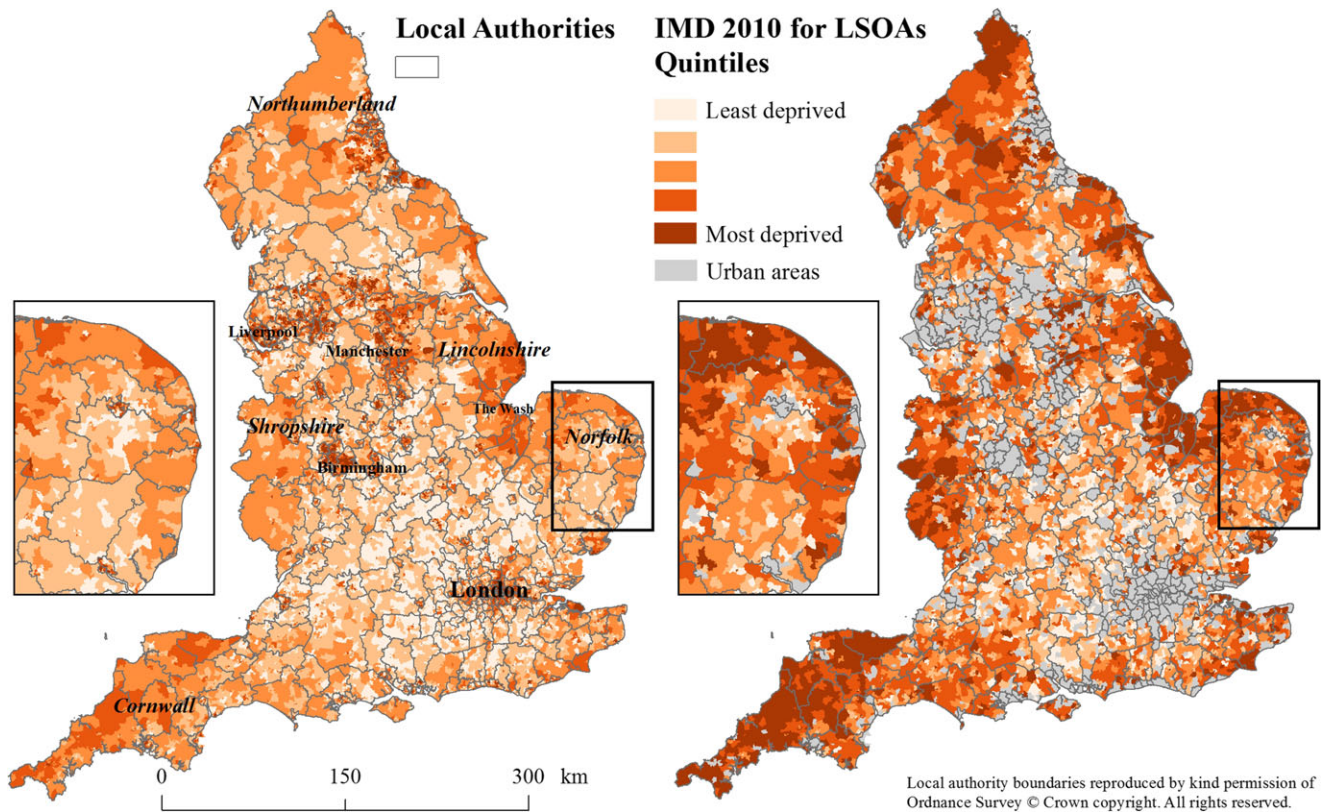 Local Authorities
IMD 2010 for LSOAs
Quintiles
Least deprived
Most deprived
Urban areas
Northumberland
Liverpool
Manchester
Lincolnshire
The Wash
Shropshire
Norfolk
Birmingham
London
Cornwall
0 150 300 km
Local authority boundaries reproduced by kind permission of
Ordnance Survey © Crown copyright. All rights reserved.